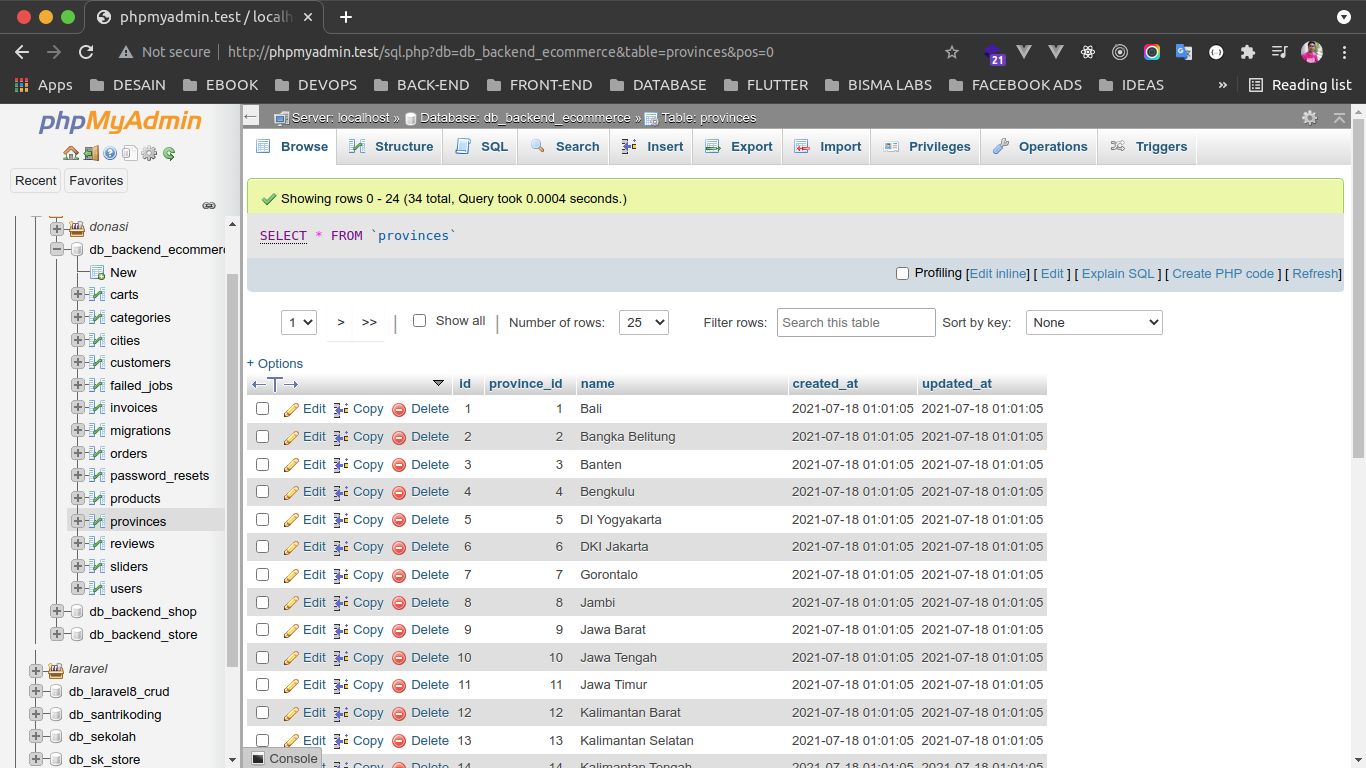 phpmyadmin.test / localh
Not secure
http://phpmyadmin.test/sql.php?db=db_backend_ecommerce&table=provinces&pos=0
21
Apps DESAIN EBOOK DEVOPS BACK-END FRONT-END DATABASE FLUTTER BISMA LABS FACEBOOK ADS IDEAS » Reading list
phpMyAdmin
Recent Favorites
donasi
db_backend_ecommerc
New
carts
categories
cities
customers
failed_jobs
invoices
migrations
orders
password_resets
products
provinces
reviews
sliders
users
db_backend_shop
db_backend_store
laravel
db_laravel8_crud
db_santrikoding
db_sekolah
db_sk_store
Server: localhost » Database: db_backend_ecommerce » Table: provinces
Browse Structure SQL Search Insert Export Import Privileges Operations Triggers
Showing rows 0 - 24 (34 total, Query took 0.0004 seconds.)
SELECT * FROM `provinces`
Profiling [Edit inline] [ Edit ] [ Explain SQL ] [ Create PHP code ] [ Refresh]
1 > >> | Show all | Number of rows: 25 Filter rows: Search this table Sort by key: None
+ Options
id province_id name created_at updated_at
Edit Copy Delete 1 1 Bali 2021-07-18 01:01:05 2021-07-18 01:01:05
Edit Copy Delete 2 2 Bangka Belitung 2021-07-18 01:01:05 2021-07-18 01:01:05
Edit Copy Delete 3 3 Banten 2021-07-18 01:01:05 2021-07-18 01:01:05
Edit Copy Delete 4 4 Bengkulu 2021-07-18 01:01:05 2021-07-18 01:01:05
Edit Copy Delete 5 5 DI Yogyakarta 2021-07-18 01:01:05 2021-07-18 01:01:05
Edit Copy Delete 6 6 DKI Jakarta 2021-07-18 01:01:05 2021-07-18 01:01:05
Edit Copy Delete 7 7 Gorontalo 2021-07-18 01:01:05 2021-07-18 01:01:05
Edit Copy Delete 8 8 Jambi 2021-07-18 01:01:05 2021-07-18 01:01:05
Edit Copy Delete 9 9 Jawa Barat 2021-07-18 01:01:05 2021-07-18 01:01:05
Edit Copy Delete 10 10 Jawa Tengah 2021-07-18 01:01:05 2021-07-18 01:01:05
Edit Copy Delete 11 11 Jawa Timur 2021-07-18 01:01:05 2021-07-18 01:01:05
Edit Copy Delete 12 12 Kalimantan Barat 2021-07-18 01:01:05 2021-07-18 01:01:05
Edit Copy Delete 13 13 Kalimantan Selatan 2021-07-18 01:01:05 2021-07-18 01:01:05
Copy Delete 14 14 Kalimantan Tengah 2021-07-18 01:01:05 2021-07-18 01:01:05
Console